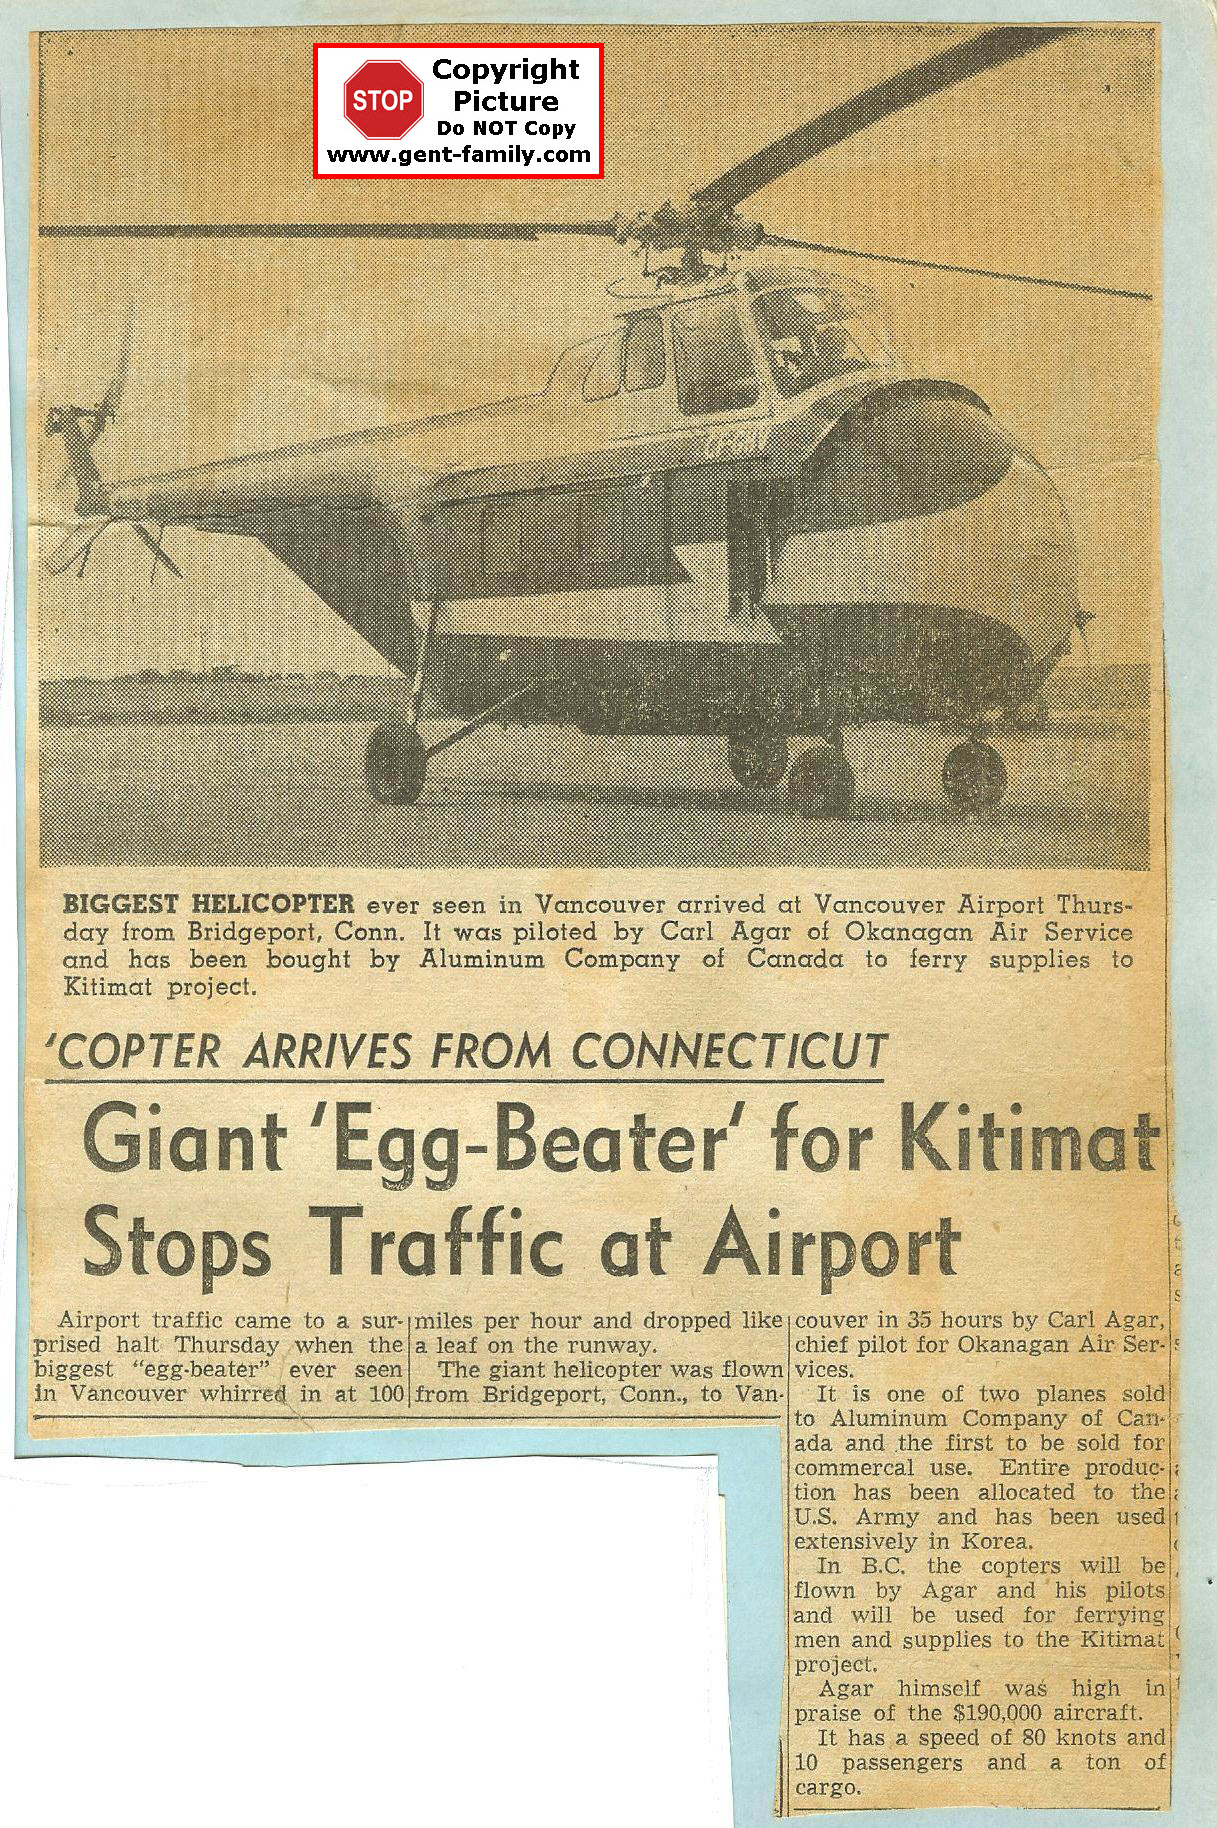 STOP
Copyright
Picture
Do NOT Copy
www.gent-family.com
BIGGEST HELICOPTER ever seen in Vancouver arrived at Vancouver Airport Thurs-
day from Bridgeport, Conn. It was piloted by Carl Agar of Okanagan Air Service
and has been bought by Aluminum Company of Canada to ferry supplies to
Kitimat project.
'COPTER ARRIVES FROM CONNECTICUT
Giant 'Egg-Beater' for Kitimat
Stops Traffic at Airport
Airport traffic came to a sur-
prised halt Thursday when the
biggest "egg-beater" ever seen
in Vancouver whirred in at 100
miles per hour and dropped like
a leaf on the runway.
The giant helicopter was flown
from Bridgeport, Conn., to Van-
couver in 35 hours by Carl Agar,
chief pilot for Okanagan Air Ser-
vices.
It is one of two planes sold
to Aluminum Company of Can-
ada and the first to be sold for
commercal use. Entire produc-
tion has been allocated to the
U.S. Army and has been used
extensively in Korea.
In B.C. the copters will be
flown by Agar and his pilots
and will be used for ferrying
men and supplies to the Kitimat
project.
Agar himself was high in
praise of the $190,000 aircraft.
It has a speed of 80 knots and
10 passengers and a ton of
cargo.